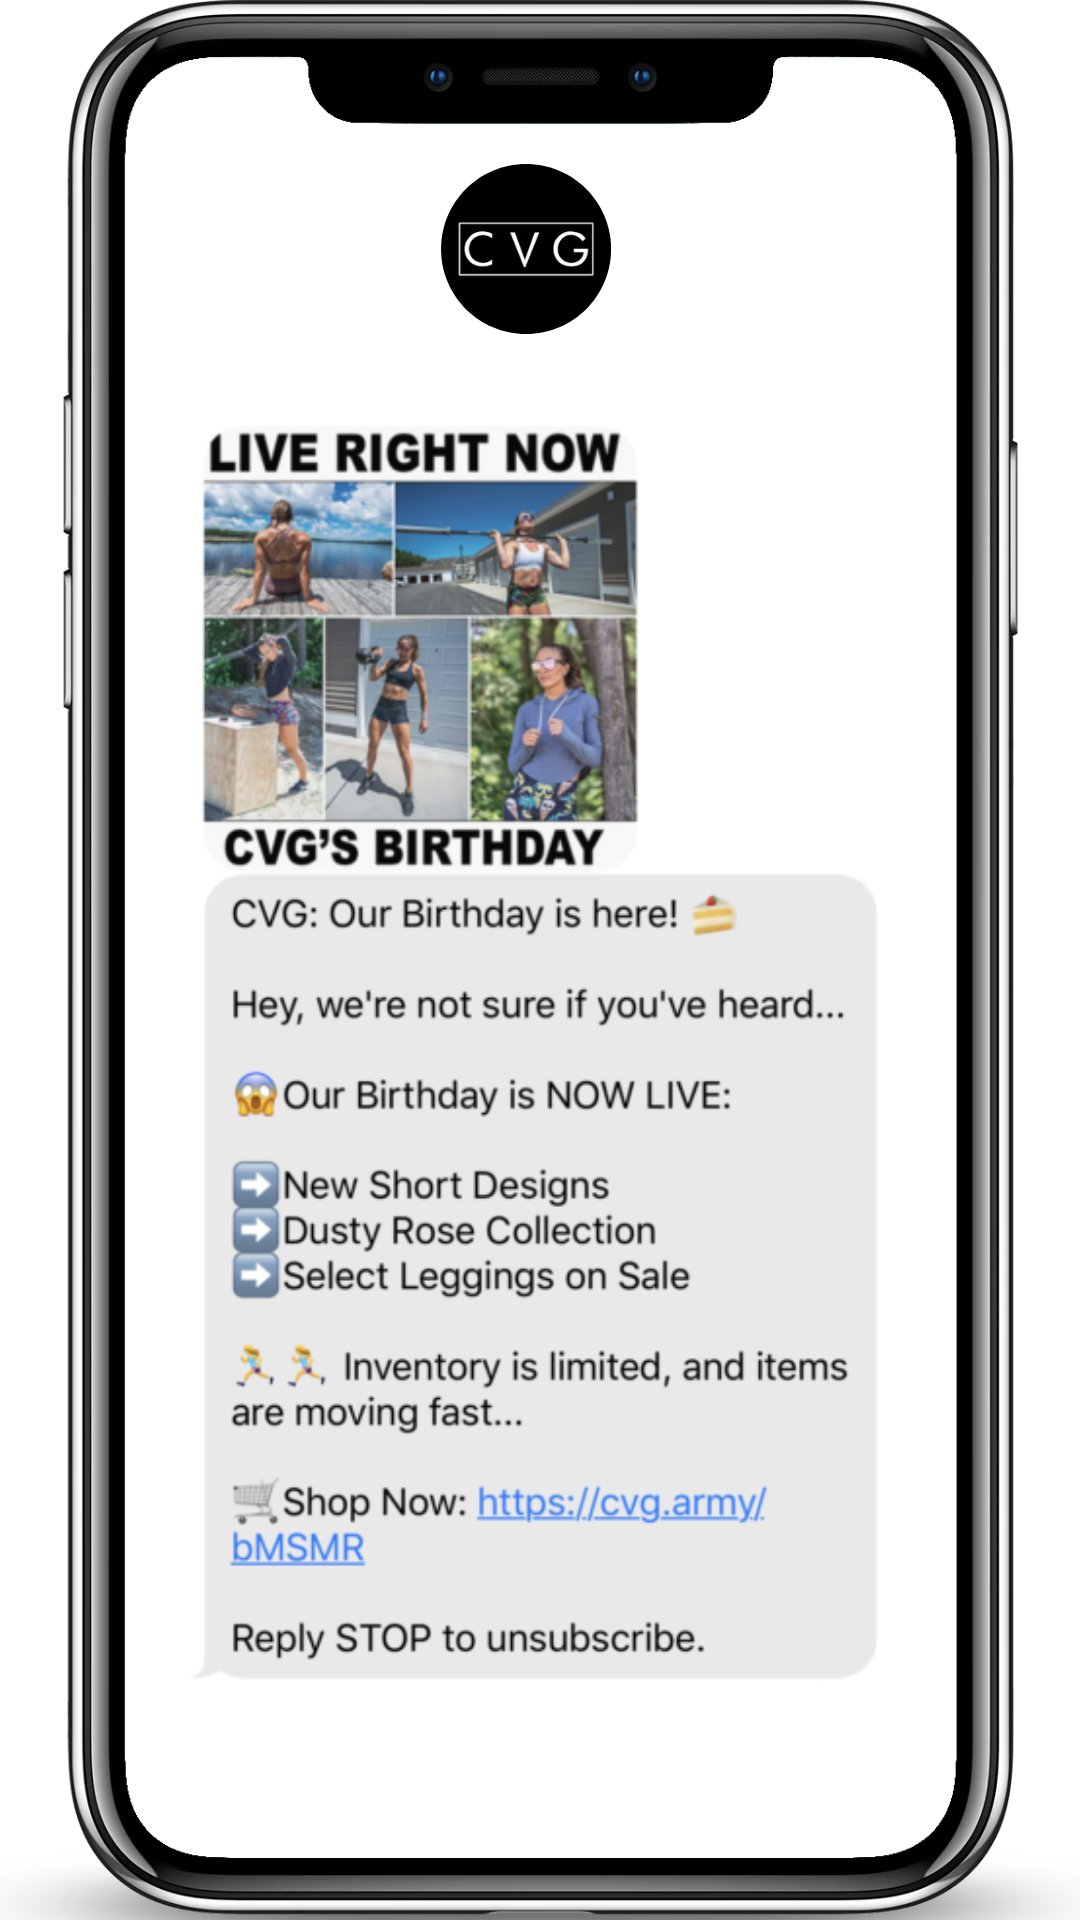 CVG
LIVE RIGHT NOW
CVG'S BIRTHDAY
CVG: Our Birthday is here! 🍰
Hey, we're not sure if you've heard...
😱Our Birthday is NOW LIVE:
➡️New Short Designs
➡️Dusty Rose Collection
➡️Select Leggings on Sale
🏃‍♀️🏃‍♀️ Inventory is limited, and items
are moving fast...
🛒Shop Now: https://cvg.army/
bMSMR
Reply STOP to unsubscribe.